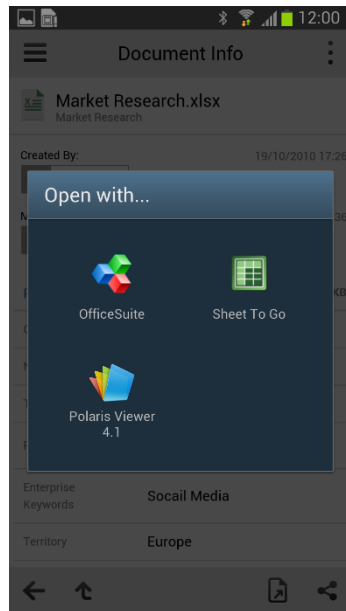 12:00
Document Info
Market Research.xlsx
Market Research
Created By:
19/10/2010 17:26
Open with...
OfficeSuite
Sheet To Go
Polaris Viewer
4.1
Enterprise
Keywords
Socail Media
Territory
Europe